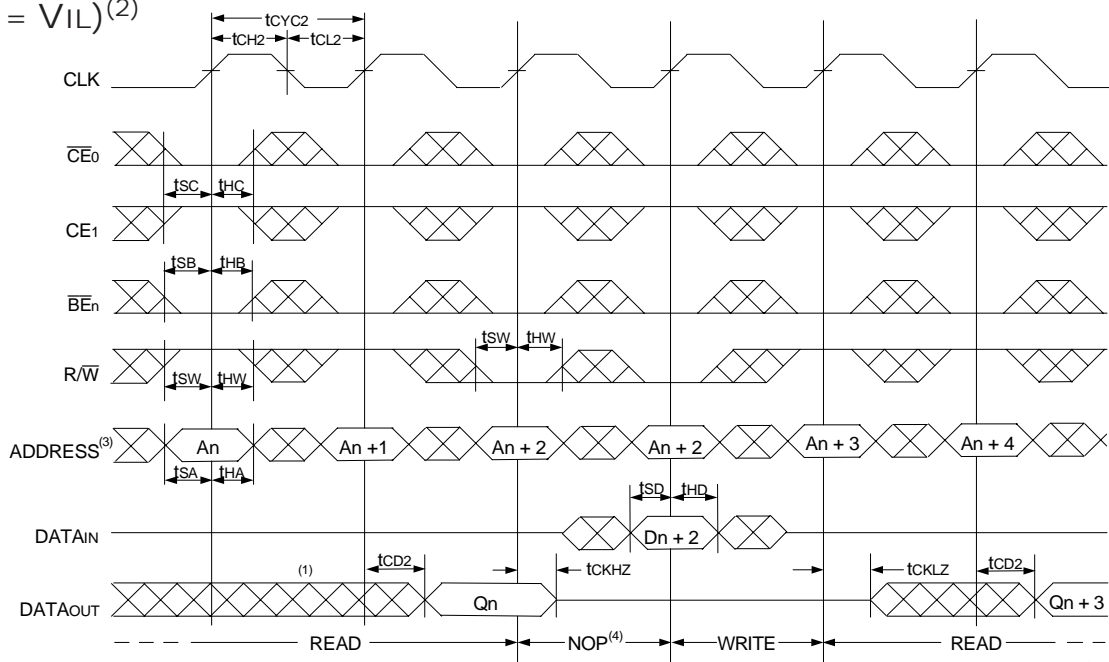 = VIL)(2)
tCYC2
tCH2 tCL2
CLK
CE0
tSC tHC
CE1
tSB tHB
BEn
tSW tHW
R/W
tSW tHW
ADDRESS(3) An An +1 An + 2 An + 2 An + 3 An + 4
tSA tHA
tSD tHD
DATAIN Dn + 2
(1) tCD2 tCKHZ tCKLZ tCD2
DATAOUT Qn Qn + 3
READ NOP(4) WRITE READ